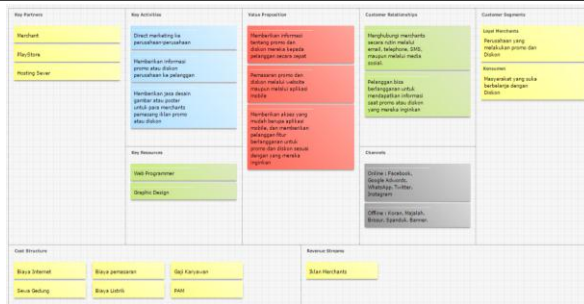 Key Partners
Merchant
PlayStore
Hosting Sever
Key Activities
Direct marketing ke
perusahaan-perusahaan
Memberikan informasi
promo atau diskon
perusahaan ke pelanggan
Memberikan jasa desain
gambar atau poster
untuk para merchants
pemasang iklan promo
atau diskon
Key Resources
Web Programmer
Graphic Design
Value Proposition
Memberikan informasi
tentang promo dan
diskon mereka kepada
pelanggan secara cepat
Memasaran promo dan
diskon melalui website
maupun melalui aplikasi
mobile
Memberikan akses yang
mudah berupa aplikasi
mobile, dan memberikan
pelanggan fitur
berlangganan untuk
promo dan diskon sesuai
dengan yang mereka
inginkan
Customer Relationships
Menghubungi merchants
secara rutin melalui
email, telephone, SMS,
maupun melalui media
sosial.
Pelanggan bisa
berlangganan untuk
mendapatkan informasi
saat promo atau diskon
yang mereka inginkan
Channels
Online : Facebook,
Google Adwords,
WhatsApp, Twitter,
Instagram
Offline : Koran, Majalah,
Brosur, Spanduk, Banner.
Customer Segments
Loyal Merchants
Perusahaan yang
melakukan promo dan
Diskon
Konsumen
Masyarakat yang suka
berbelanja dengan
Diskon
Cost Structure
Biaya Internet
Biaya pemasaran
Gaji Karyawan
Sewa Gedung
Biaya Listrik
PAM
Revenue Streams
Iklan Merchants